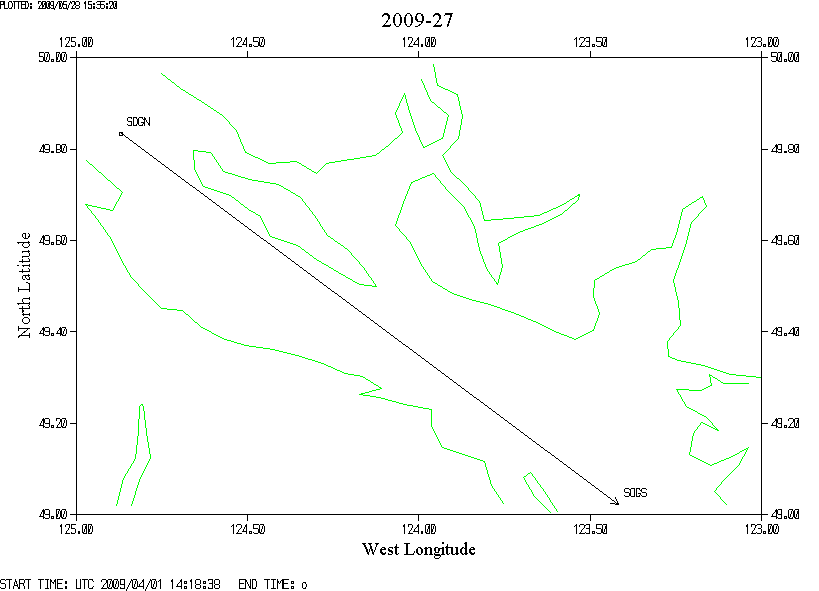 PLOTTED: 2009/05/28 15:35:20
2009-27
125.00 124.50 124.00 123.50 123.00
50.00 50.00
SOGN
49.80 49.80
49.60 49.60
North Latitude
49.40 49.40
49.20 49.20
SOGS
49.00 49.00
125.00 124.50 124.00 123.50 123.00
West Longitude
START TIME: UTC 2009/04/01 14:18:38 END TIME: o